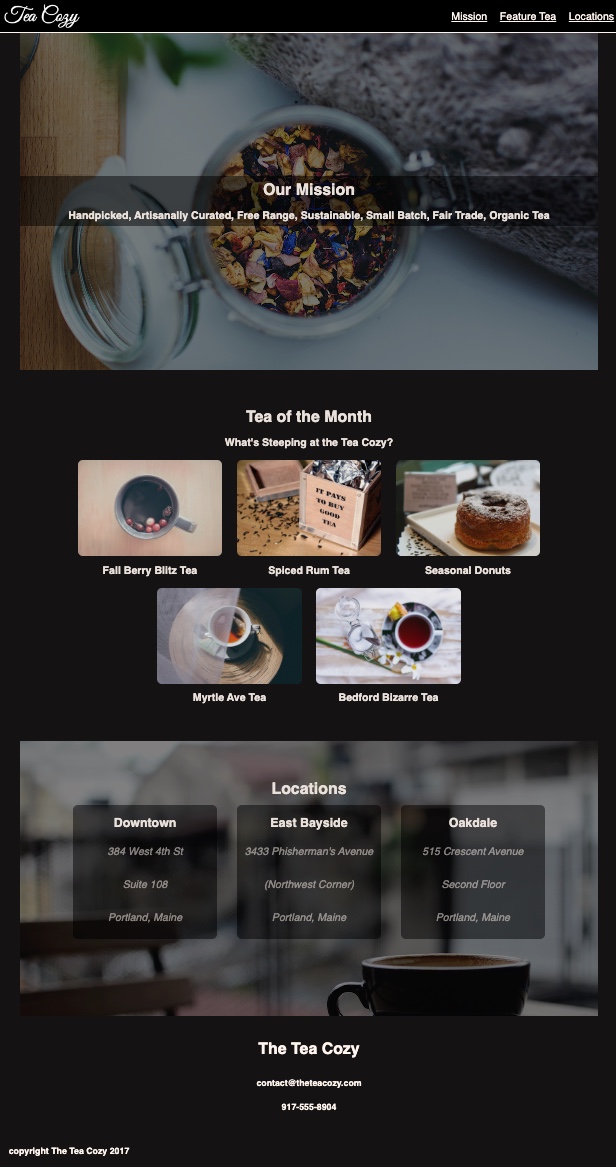 Tea Cozy
Mission Feature Tea Locations
Our Mission
Handpicked, Artisanally Curated, Free Range, Sustainable, Small Batch, Fair Trade, Organic Tea
Tea of the Month
What's Steeping at the Tea Cozy?
IT PAYS
TO BUY
GOOD
TEA
Fall Berry Blitz Tea
Spiced Rum Tea
Seasonal Donuts
Myrtle Ave Tea
Bedford Bizarre Tea
Locations
Downtown
384 West 4th St
Suite 108
Portland, Maine
East Bayside
3433 Phisherman's Avenue
(Northwest Corner)
Portland, Maine
Oakdale
515 Crescent Avenue
Second Floor
Portland, Maine
The Tea Cozy
contact@theteacozy.com
917-555-8904
copyright The Tea Cozy 2017